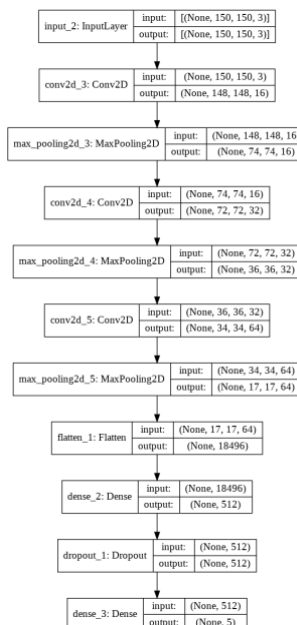 input_2: InputLayer input: [(None, 150, 150, 3)]
output: [(None, 150, 150, 3)]
conv2d_3: Conv2D input: (None, 150, 150, 3)
output: (None, 148, 148, 16)
max_pooling2d_3: MaxPooling2D input: (None, 148, 148, 16)
output: (None, 74, 74, 16)
conv2d_4: Conv2D input: (None, 74, 74, 16)
output: (None, 72, 72, 32)
max_pooling2d_4: MaxPooling2D input: (None, 72, 72, 32)
output: (None, 36, 36, 32)
conv2d_5: Conv2D input: (None, 36, 36, 32)
output: (None, 34, 34, 64)
max_pooling2d_5: MaxPooling2D input: (None, 34, 34, 64)
output: (None, 17, 17, 64)
flatten_1: Flatten input: (None, 17, 17, 64)
output: (None, 18496)
dense_2: Dense input: (None, 18496)
output: (None, 512)
dropout_1: Dropout input: (None, 512)
output: (None, 512)
dense_3: Dense input: (None, 512)
output: (None, 5)